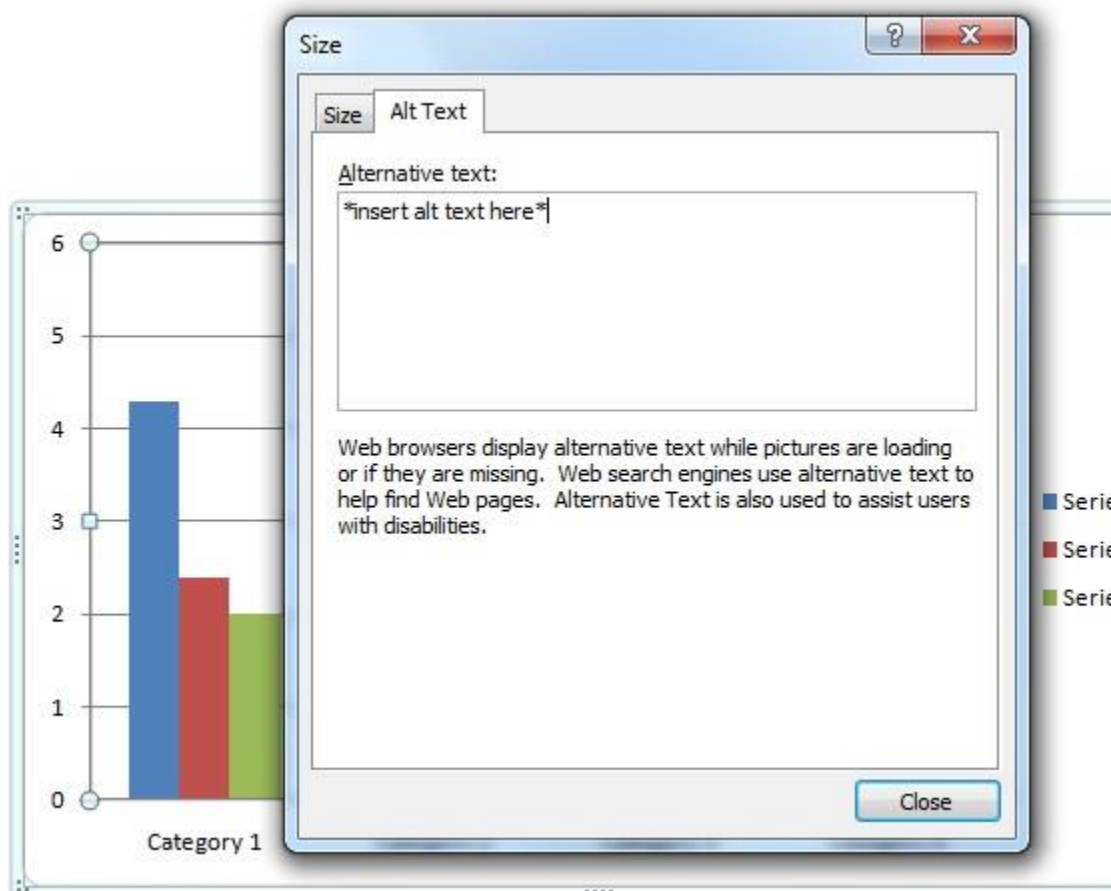 Size
?
X
Size
Alt Text
Alternative text:
*insert alt text here*
Web browsers display alternative text while pictures are loading
or if they are missing. Web search engines use alternative text to
help find Web pages. Alternative Text is also used to assist users
with disabilities.
Close
6
5
4
3
2
1
0
Category 1
Serie
Serie
Serie